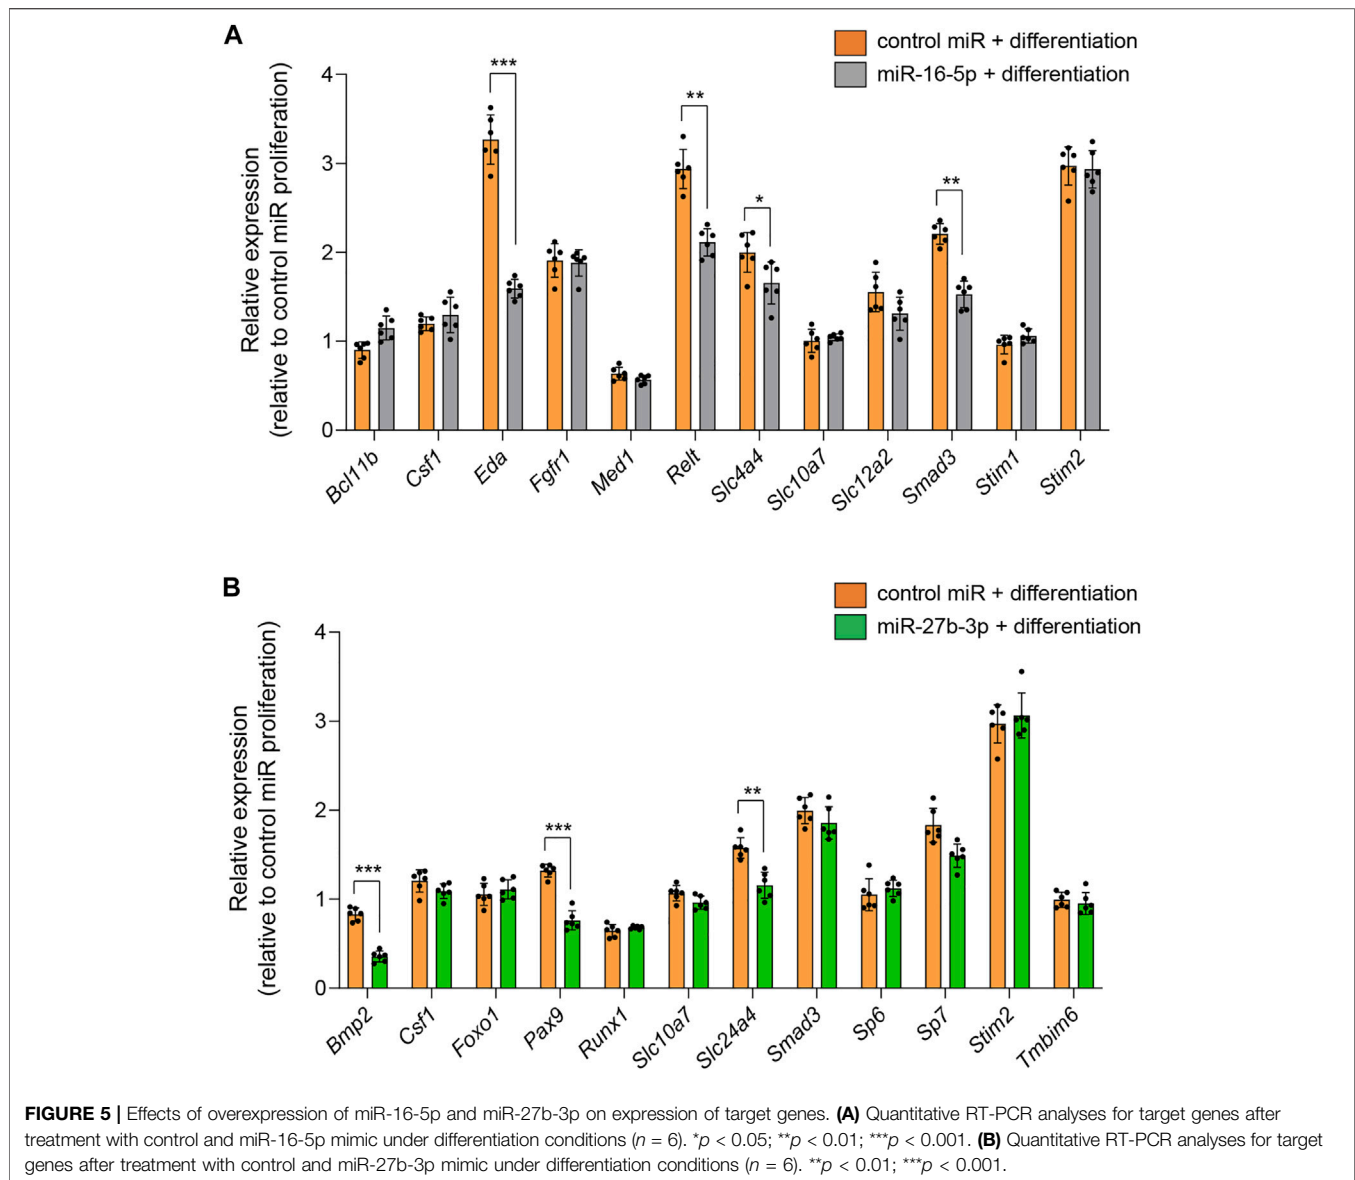 A
control miR + differentiation
miR-16-5p + differentiation
Relative expression
(relative to control miR proliferation)
4
3
2
1
0
***
**
*
**
Bcl11b
Csf1
Eda
Fgfr1
Med1
Relt
Slc4a4
Slc10a7
Slc12a2
Smad3
Stim1
Stim2
B
control miR + differentiation
miR-27b-3p + differentiation
Relative expression
(relative to control miR proliferation)
4
3
2
1
0
***
***
**
Bmp2
Csf1
Foxo1
Pax9
Runx1
Slc10a7
Slc24a4
Smad3
Sp6
Sp7
Stim2
Tmbim6
FIGURE 5 | Effects of overexpression of miR-16-5p and miR-27b-3p on expression of target genes. (A) Quantitative RT-PCR analyses for target genes after
treatment with control and miR-16-5p mimic under differentiation conditions (n = 6). *p < 0.05; **p < 0.01; ***p < 0.001. (B) Quantitative RT-PCR analyses for target
genes after treatment with control and miR-27b-3p mimic under differentiation conditions (n = 6). **p < 0.01; ***p < 0.001.